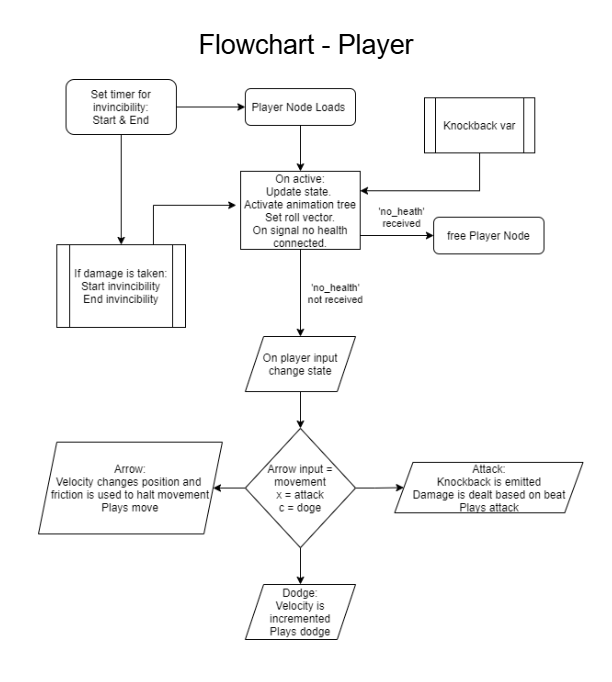 Flowchart - Player
Set timer for
invincibility:
Start & End
Player Node Loads
Knockback var
On active:
Update state.
Activate animation tree
Set roll vector.
On signal no health
connected.
'no_heath'
received
free Player Node
If damage is taken:
Start invincibility
End invincibility
'no_health'
not received
On player input
change state
Arrow input =
movement
x = attack
c = doge
Arrow:
Velocity changes position and
friction is used to halt movement
Plays move
Attack:
Knockback is emitted
Damage is dealt based on beat
Plays attack
Dodge:
Velocity is
incremented
Plays dodge